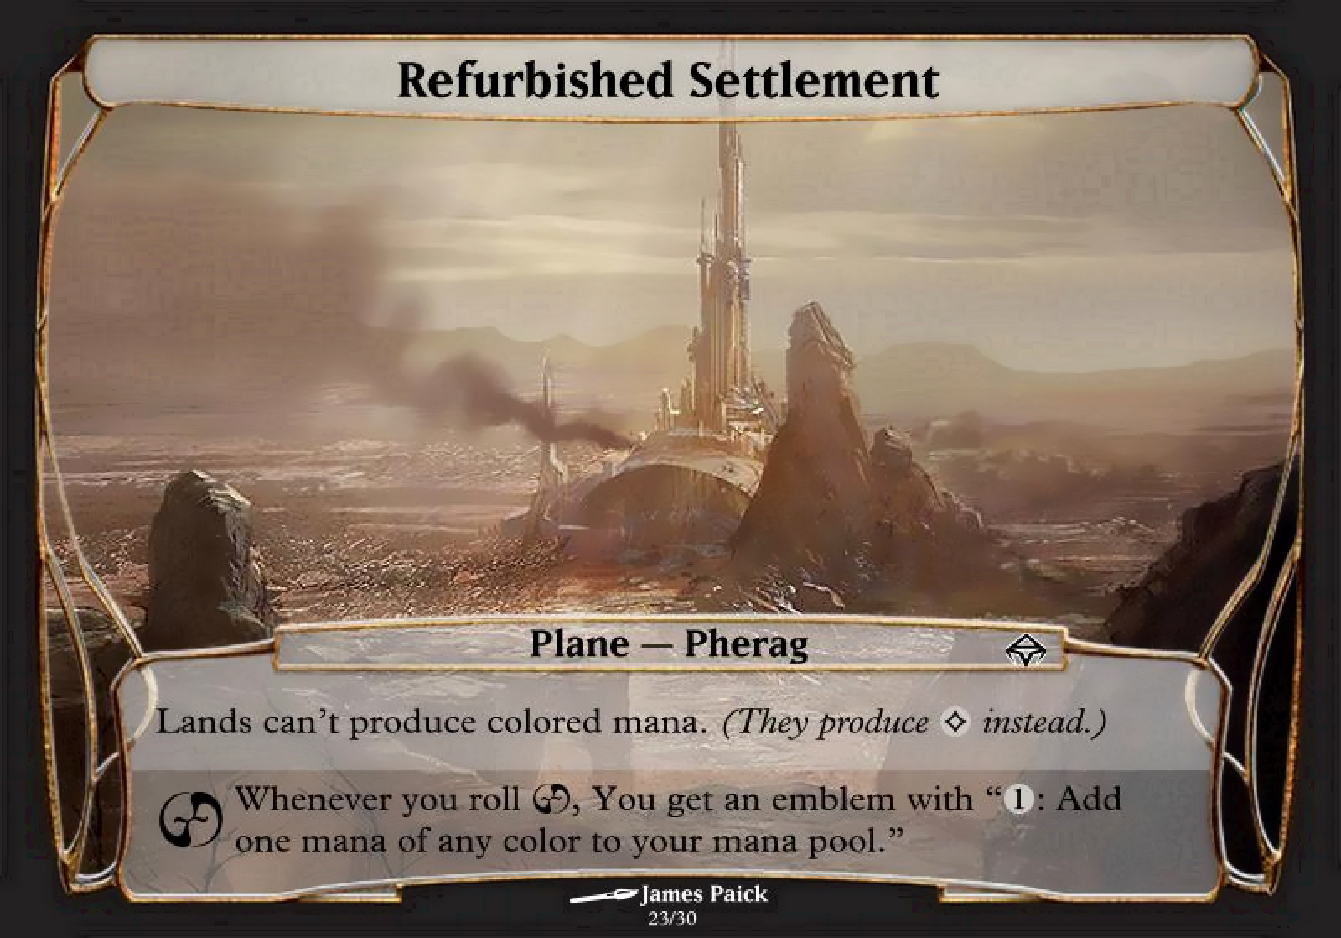 Refurbished Settlement
Plane — Pherag
Lands can’t produce colored mana. (They produce ◇ instead.)
Whenever you roll , You get an emblem with “1: Add
one mana of any color to your mana pool.”
James Paick
23/30